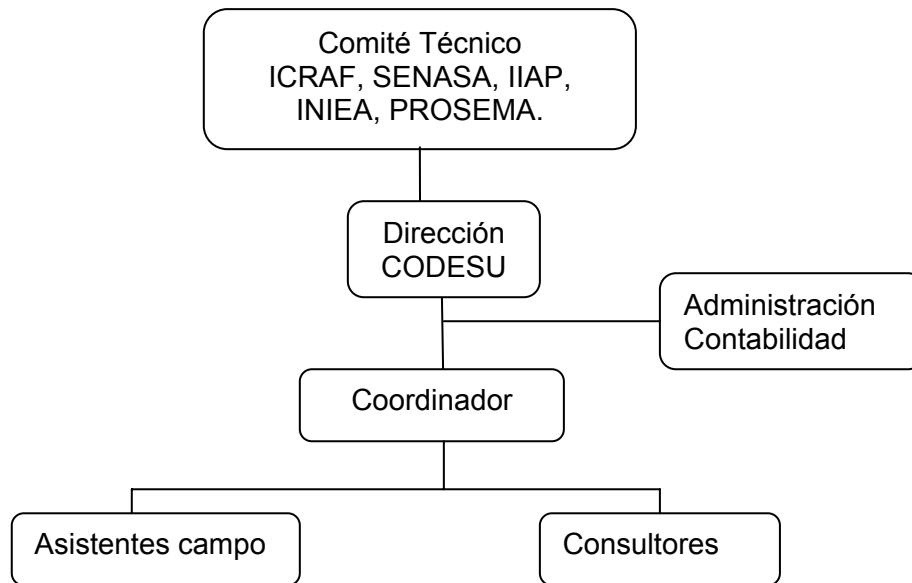 Comité Técnico
ICRAF, SENASA, IIAP,
INIEA, PROSEMA.
Dirección
CODESU
Administración
Contabilidad
Coordinador
Asistentes campo
Consultores